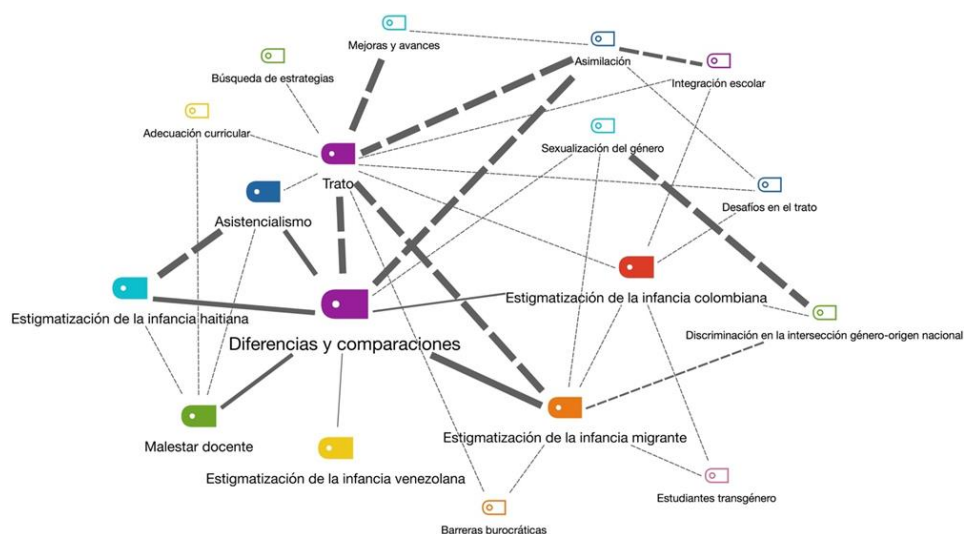 Mejoras y avances
Asimilación
Búsqueda de estrategias
Integración escolar
Adecuación curricular
Sexualización del género
Trato
Asistencialismo
Desafíos en el trato
Estigmatización de la infancia colombiana
Estigmatización de la infancia haitiana
Diferencias y comparaciones
Discriminación en la intersección género-origen nacional
Malestar docente
Estigmatización de la infancia migrante
Estigmatización de la infancia venezolana
Estudiantes transgénero
Barreras burocráticas